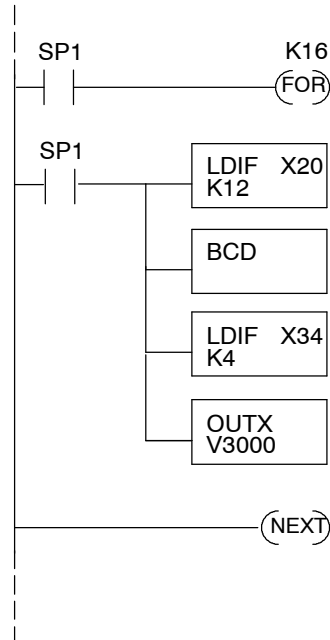 SP1
K16
FOR
SP1
LDIF X20
K12
BCD
LDIF X34
K4
OUTX
V3000
NEXT